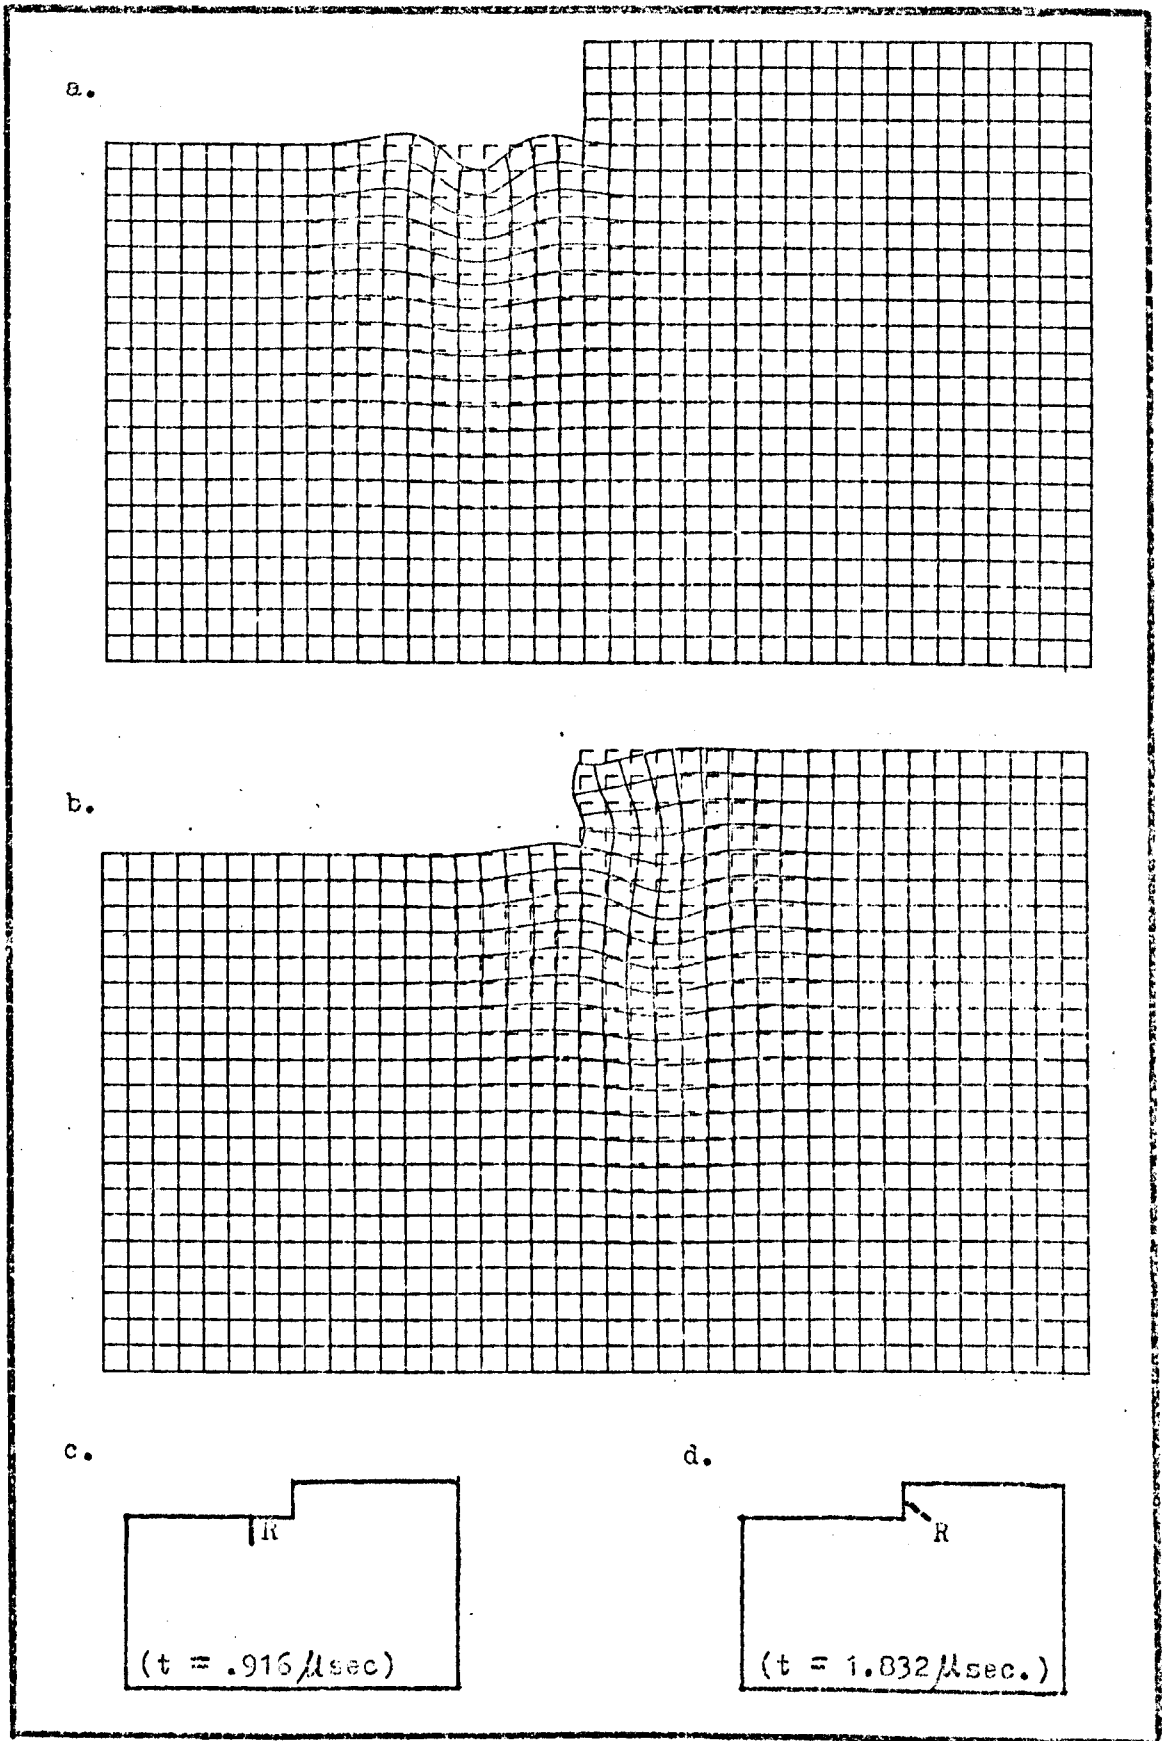 a.
b.
c.
d.
R
R
(t = .916 μsec)
(t = 1.832 μsec.)